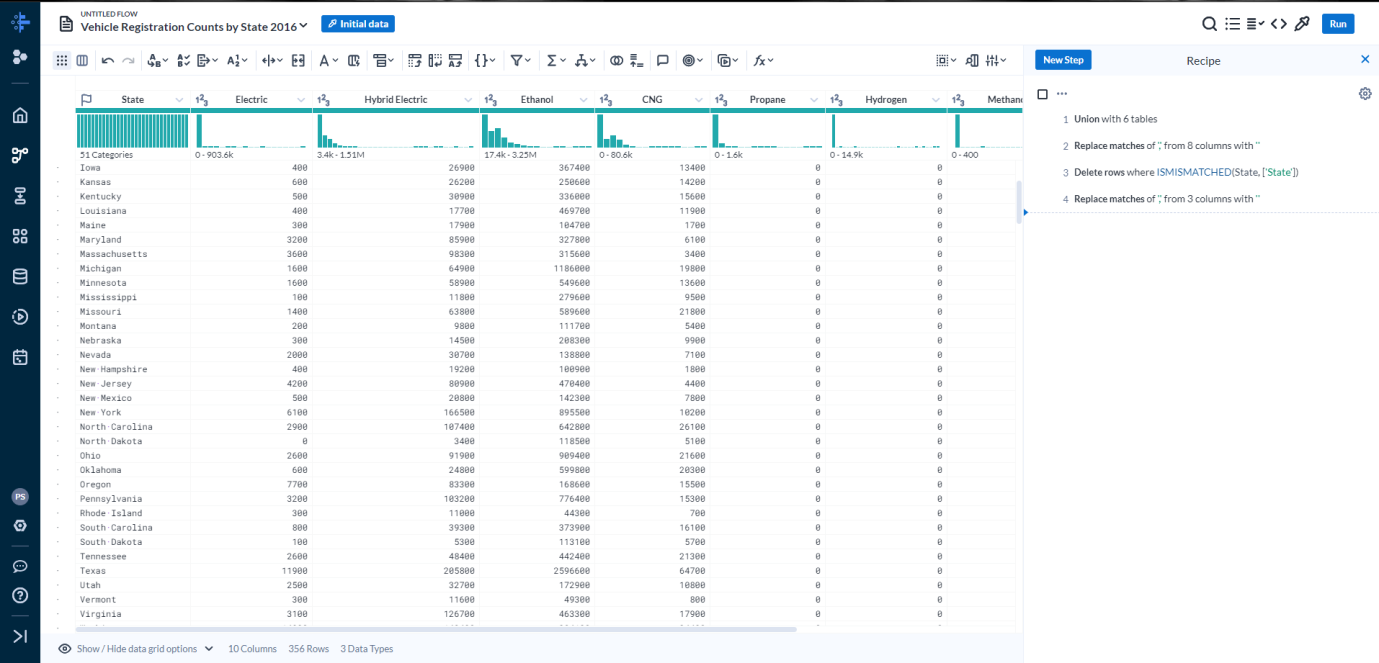 UNTITLED FLOW
Vehicle Registration Counts by State 2016
Initial data
Run
New Step
Recipe
State Electric Hybrid Electric Ethanol CNG Propane Hydrogen Methano
51 Categories 0 - 903.6k 3.4k - 1.51M 17.4k - 3.25M 0 - 80.6k 0 - 1.6k 0 - 14.9k 0 - 400
Iowa 400 26900 367400 13400 0 0
Kansas 600 26200 250600 14200 0 0
Kentucky 500 30900 336000 15600 0 0
Louisiana 400 17700 469700 11900 0 0
Maine 300 17900 104700 1700 0 0
Maryland 3200 85900 327800 6100 0 0
Massachusetts 3600 98300 315600 3400 0 0
Michigan 1600 64900 1186000 19800 0 0
Minnesota 1600 58900 549600 13600 0 0
Mississippi 100 11800 279600 9500 0 0
Missouri 1400 63800 589600 21800 0 0
Montana 200 9800 111700 5400 0 0
Nebraska 300 14500 208300 9900 0 0
Nevada 2000 30700 138800 7100 0 0
New·Hampshire 400 19200 100900 1800 0 0
New·Jersey 4200 80900 470400 4400 0 0
New·Mexico 500 20800 142300 7800 0 0
New·York 6100 166500 895500 10200 0 0
North·Carolina 2900 107400 642800 26100 0 0
North·Dakota 0 3400 118500 5100 0 0
Ohio 2600 91900 909400 21600 0 0
Oklahoma 600 24800 599800 20300 0 0
Oregon 7700 83300 168600 15500 0 0
Pennsylvania 3200 103200 776400 15300 0 0
Rhode·Island 300 11000 44300 700 0 0
South·Carolina 800 39300 373900 16100 0 0
South·Dakota 100 5300 113100 5700 0 0
Tennessee 2600 48400 442400 21300 0 0
Texas 11900 205800 2596600 64700 0 0
Utah 2500 32700 172900 10800 0 0
Vermont 300 11600 49300 800 0 0
Virginia 3100 126700 463300 17900 0 0
1 Union with 6 tables
2 Replace matches of ',' from 8 columns with ''
3 Delete rows where ISMISMATCHED(State, ['State'])
4 Replace matches of ',' from 3 columns with ''
PS
Show / Hide data grid options 10 Columns 356 Rows 3 Data Types